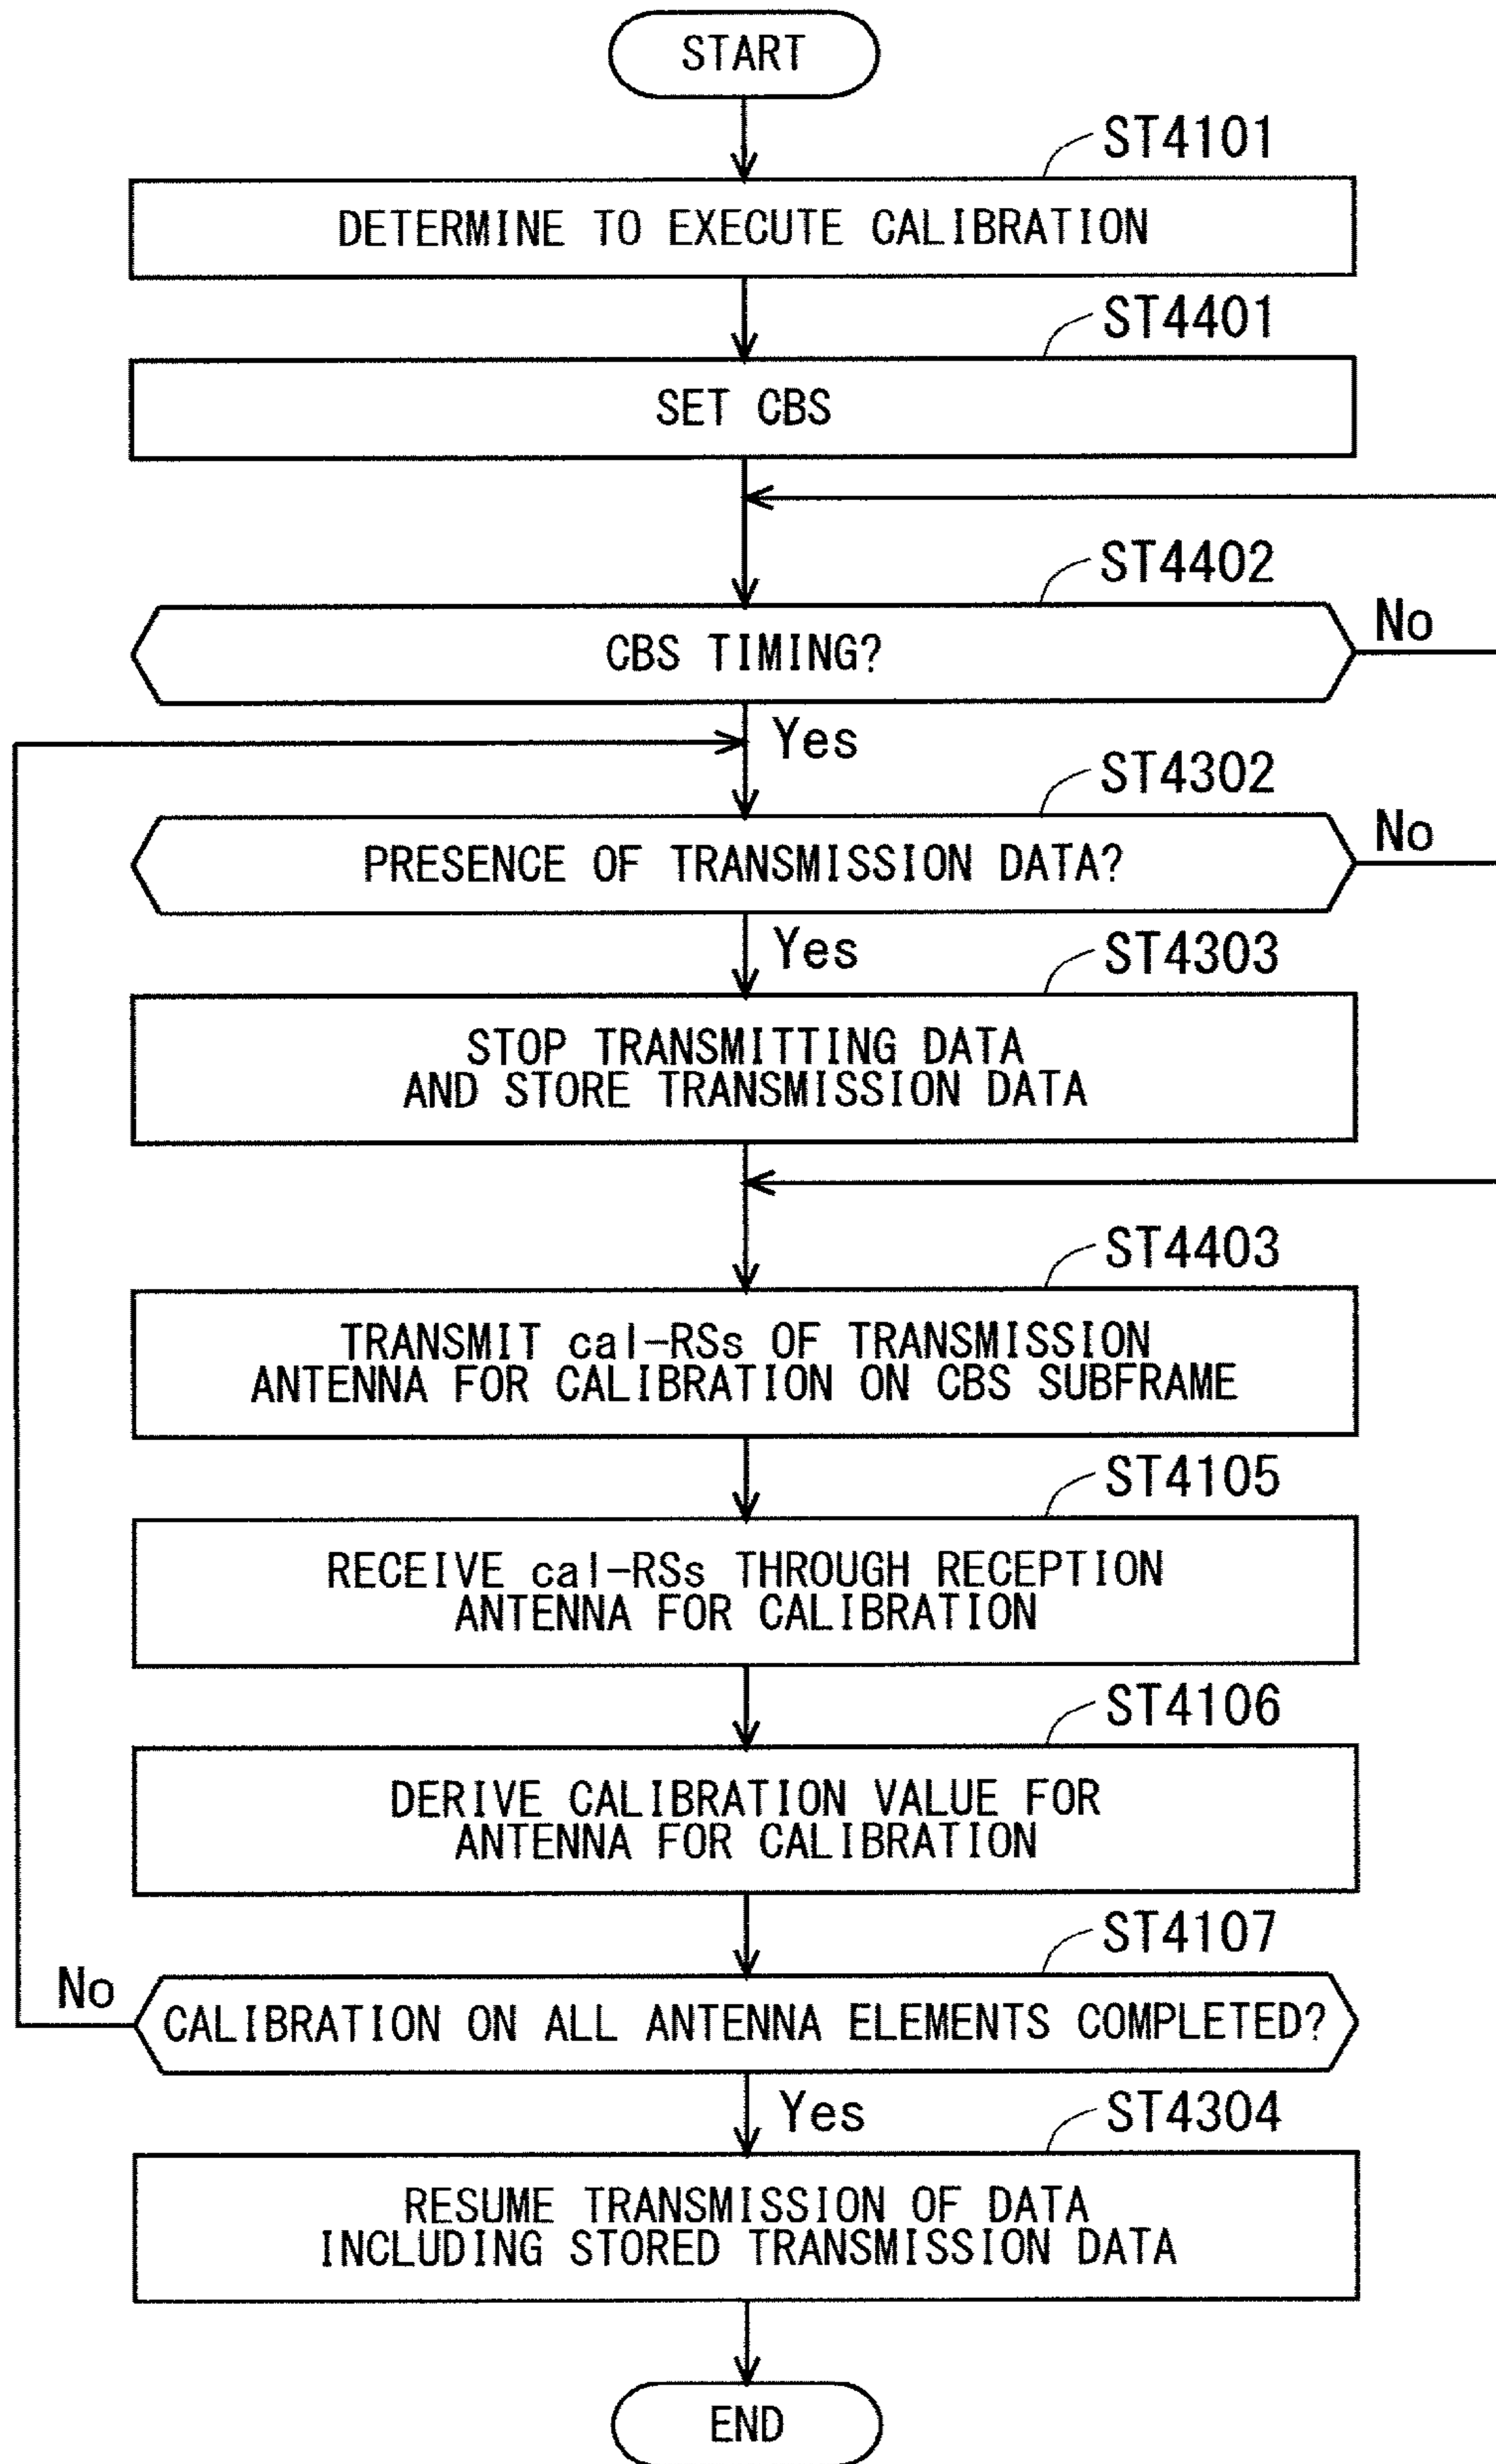 START
ST4101
DETERMINE TO EXECUTE CALIBRATION
ST4401
SET CBS
ST4402
CBS TIMING?
No
Yes
ST4302
PRESENCE OF TRANSMISSION DATA?
No
Yes
ST4303
STOP TRANSMITTING DATA
AND STORE TRANSMISSION DATA
ST4403
TRANSMIT cal-RSs OF TRANSMISSION
ANTENNA FOR CALIBRATION ON CBS SUBFRAME
ST4105
RECEIVE cal-RSs THROUGH RECEPTION
ANTENNA FOR CALIBRATION
ST4106
DERIVE CALIBRATION VALUE FOR
ANTENNA FOR CALIBRATION
ST4107
No
CALIBRATION ON ALL ANTENNA ELEMENTS COMPLETED?
Yes
ST4304
RESUME TRANSMISSION OF DATA
INCLUDING STORED TRANSMISSION DATA
END